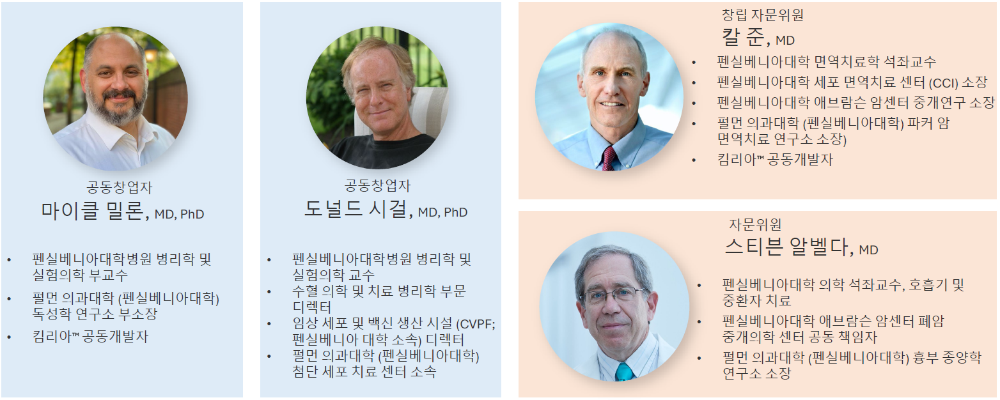 공동창업자
마이클 밀론, MD, PhD
• 펜실베니아대학병원 병리학 및
실험의학 부교수
• 펄먼 의과대학 (펜실베니아대학)
독성학 연구소 부소장
• 킴리아™ 공동개발자
공동창업자
도널드 시걸, MD, PhD
• 펜실베니아대학병원 병리학 및
실험의학 교수
• 수혈 의학 및 치료 병리학 부문
디렉터
• 임상 세포 및 백신 생산 시설 (CVPF;
펜실베니아 대학 소속) 디렉터
• 펄먼 의과대학 (펜실베니아대학)
첨단 세포 치료 센터 소속
창립 자문위원
칼 준, MD
• 펜실베니아대학 면역치료학 석좌교수
• 펜실베니아대학 세포 면역치료 센터 (CCI) 소장
• 펜실베니아대학 애브람슨 암센터 중개연구 소장
• 펄먼 의과대학 (펜실베니아대학) 파커 암
면역치료 연구소 소장)
• 킴리아™ 공동개발자
자문위원
스티븐 알벨다, MD
• 펜실베니아대학 의학 석좌교수, 호흡기 및
중환자 치료
• 펜실베니아대학 애브람슨 암센터 폐암
중개의학 센터 공동 책임자
• 펄먼 의과대학 (펜실베니아대학) 흉부 종양학
연구소 소장